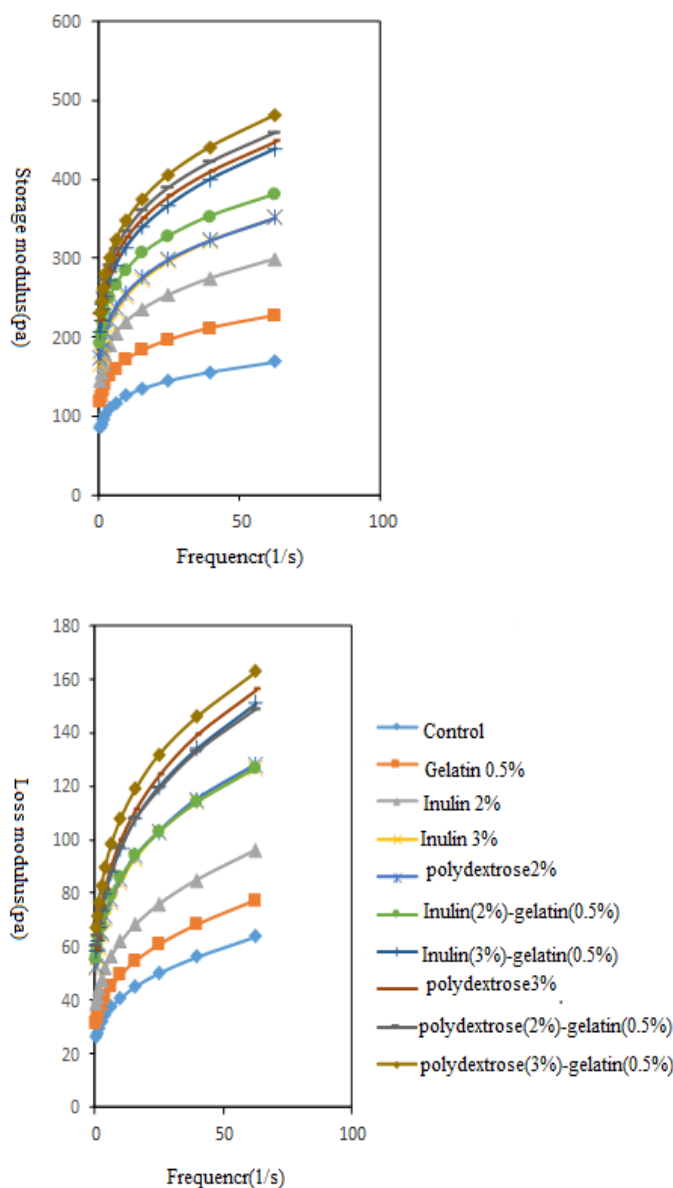 600
500
400
300
200
100
0
Storage modulus(pa)
0 50 100
Frequencr(1/s)
180
160
140
120
100
80
60
40
20
0
Loss modulus(pa)
0 50 100
Frequencr(1/s)
Control
Gelatin 0.5%
Inulin 2%
Inulin 3%
polydextrose2%
Inulin(2%)-gelatin(0.5%)
Inulin(3%)-gelatin(0.5%)
polydextrose3%
polydextrose(2%)-gelatin(0.5%)
polydextrose(3%)-gelatin(0.5%)